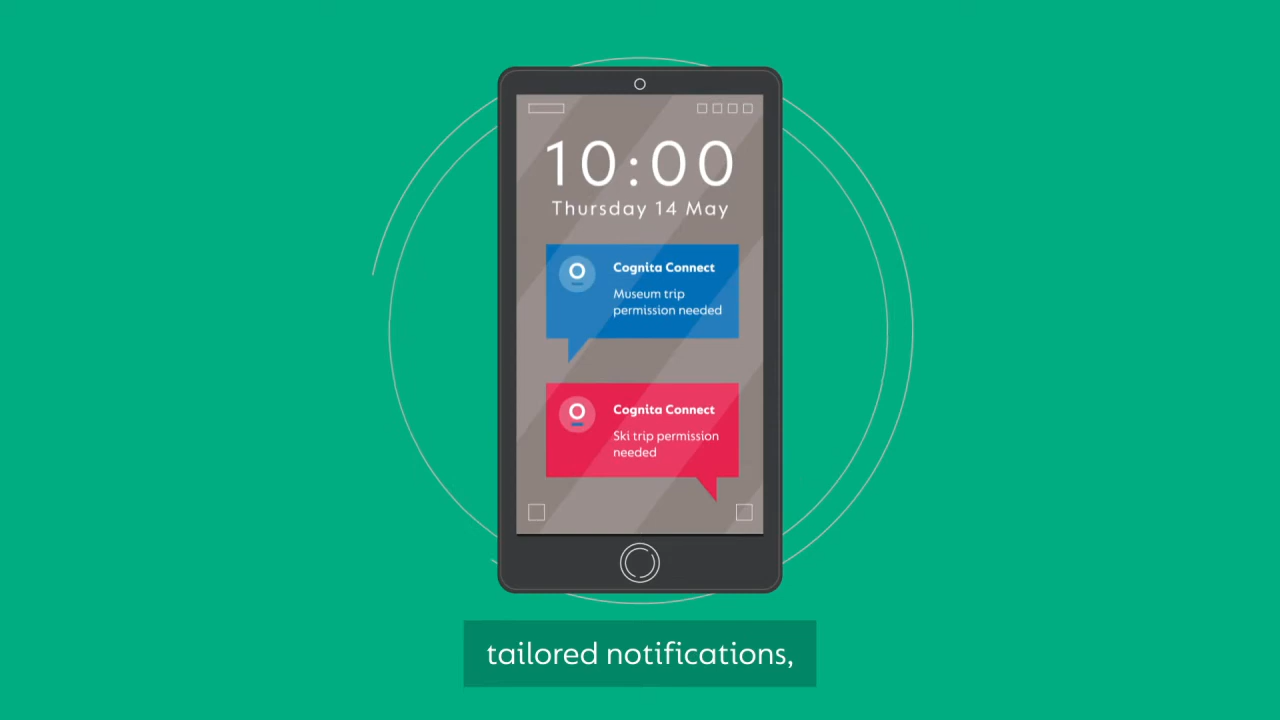 10:00
Thursday 14 May
Cognita Connect
Museum trip
permission needed
Cognita Connect
Ski trip permission
needed
tailored notifications,